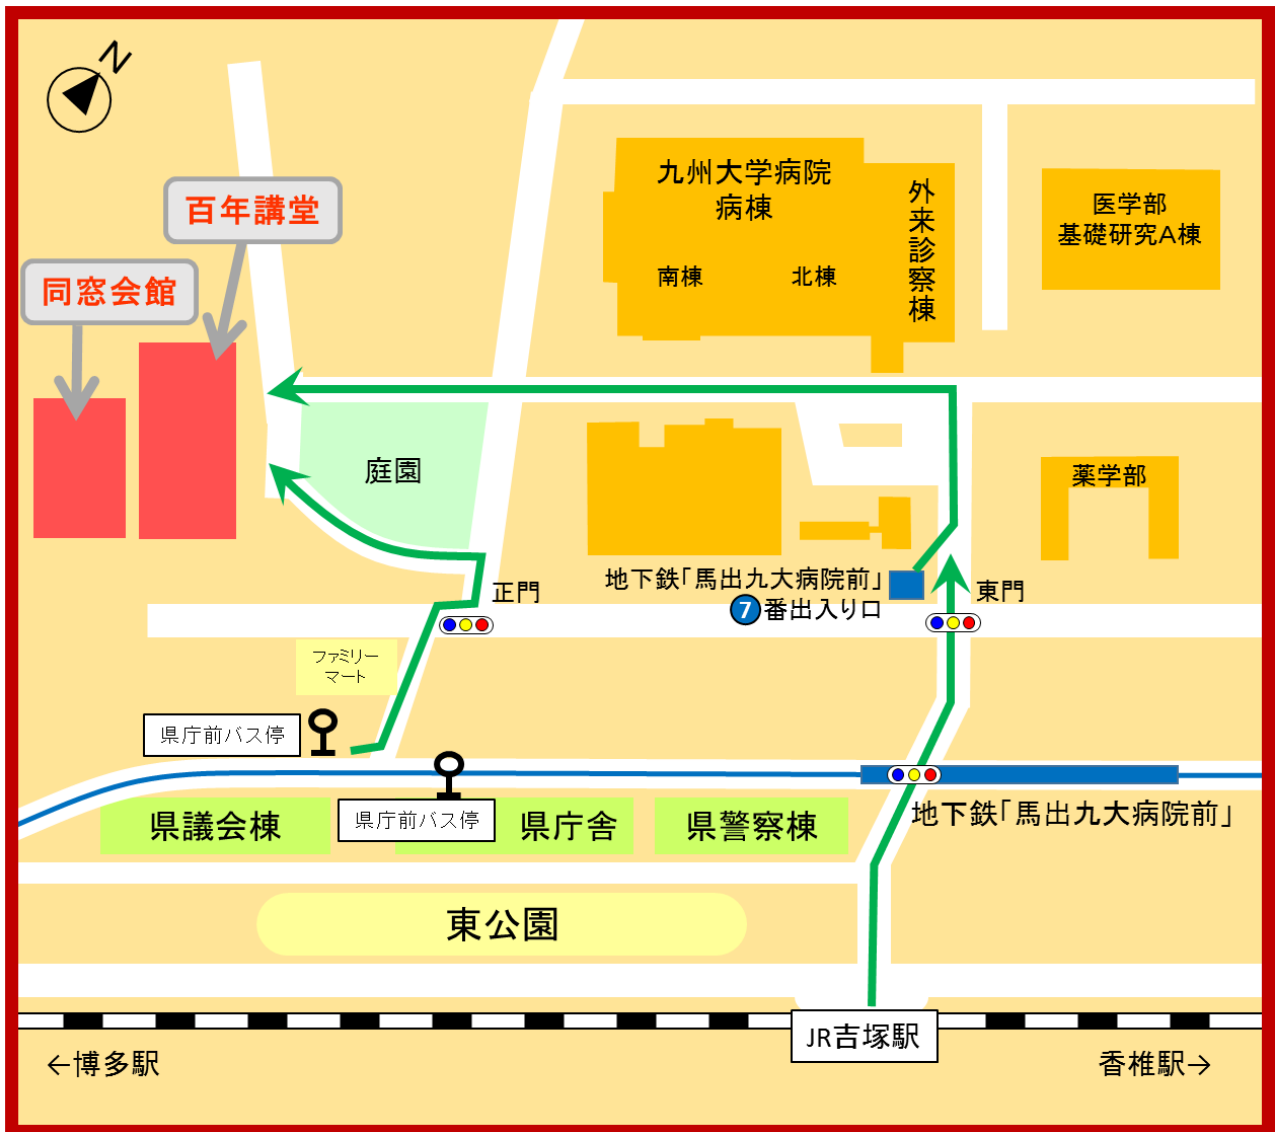 N
九州大学病院
病棟
南棟
北棟
外来診察棟
医学部
基礎研究A棟
百年講堂
同窓会館
庭園
薬学部
地下鉄「馬出九大病院前」
7番出入り口
正門
東門
ファミリー
マート
県庁前バス停
県庁前バス停
地下鉄「馬出九大病院前」
県議会棟
県庁舎
県警察棟
東公園
JR吉塚駅
←博多駅
香椎駅→